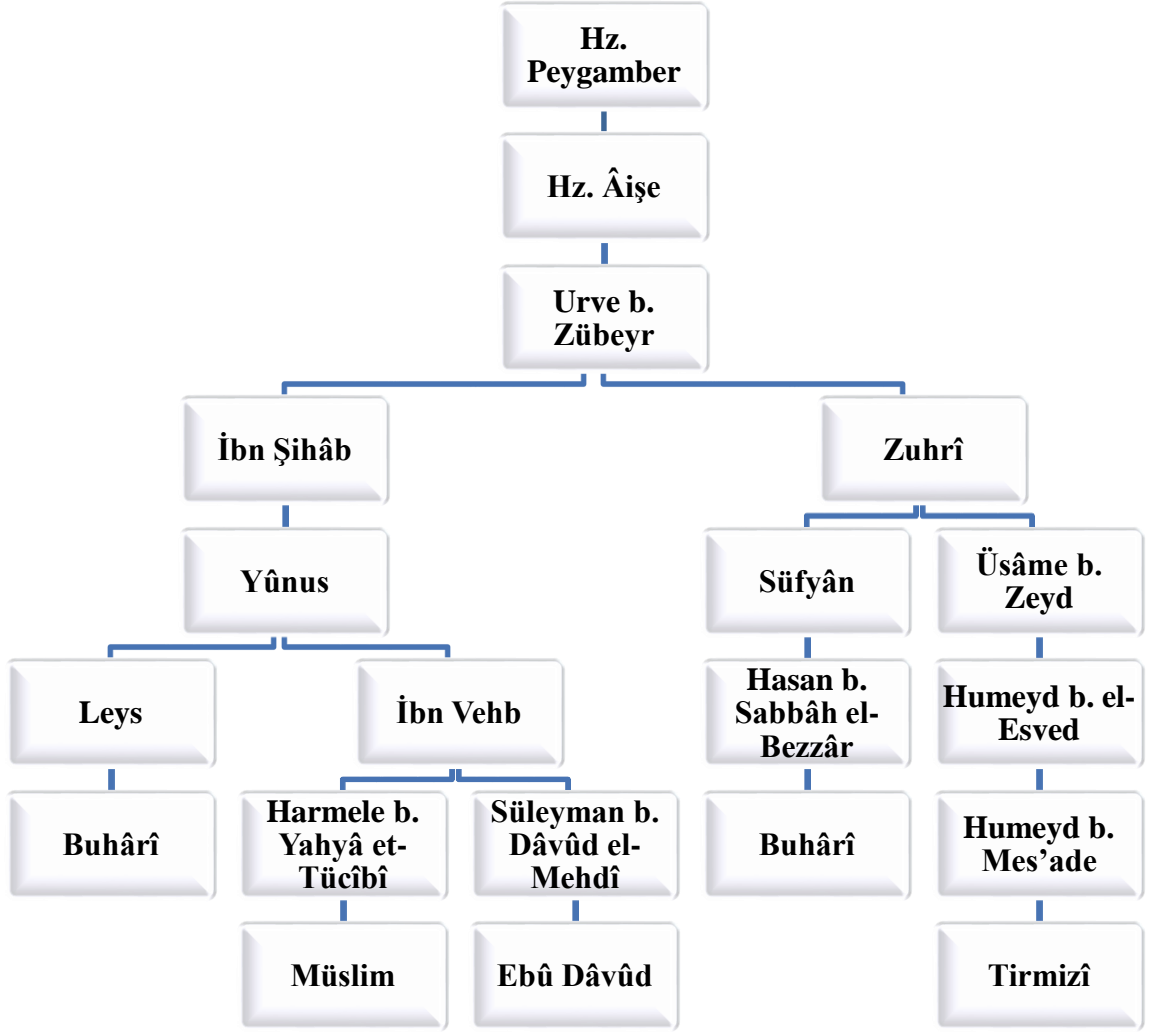 Hz.
Peygamber
Hz. Âişe
Urve b.
Zübeyr
İbn Şihâb
Zuhrî
Yûnus
Süfyân
Üsâme b.
Zeyd
Leys
İbn Vehb
Hasan b.
Sabbâh el-
Bezzâr
Humeyd b. el-
Esved
Buhârî
Harmele b.
Yahyâ et-
Tücîbî
Süleyman b.
Dâvûd el-
Mehdî
Buhârî
Humeyd b.
Mes’ade
Müslim
Ebû Dâvûd
Tirmizî